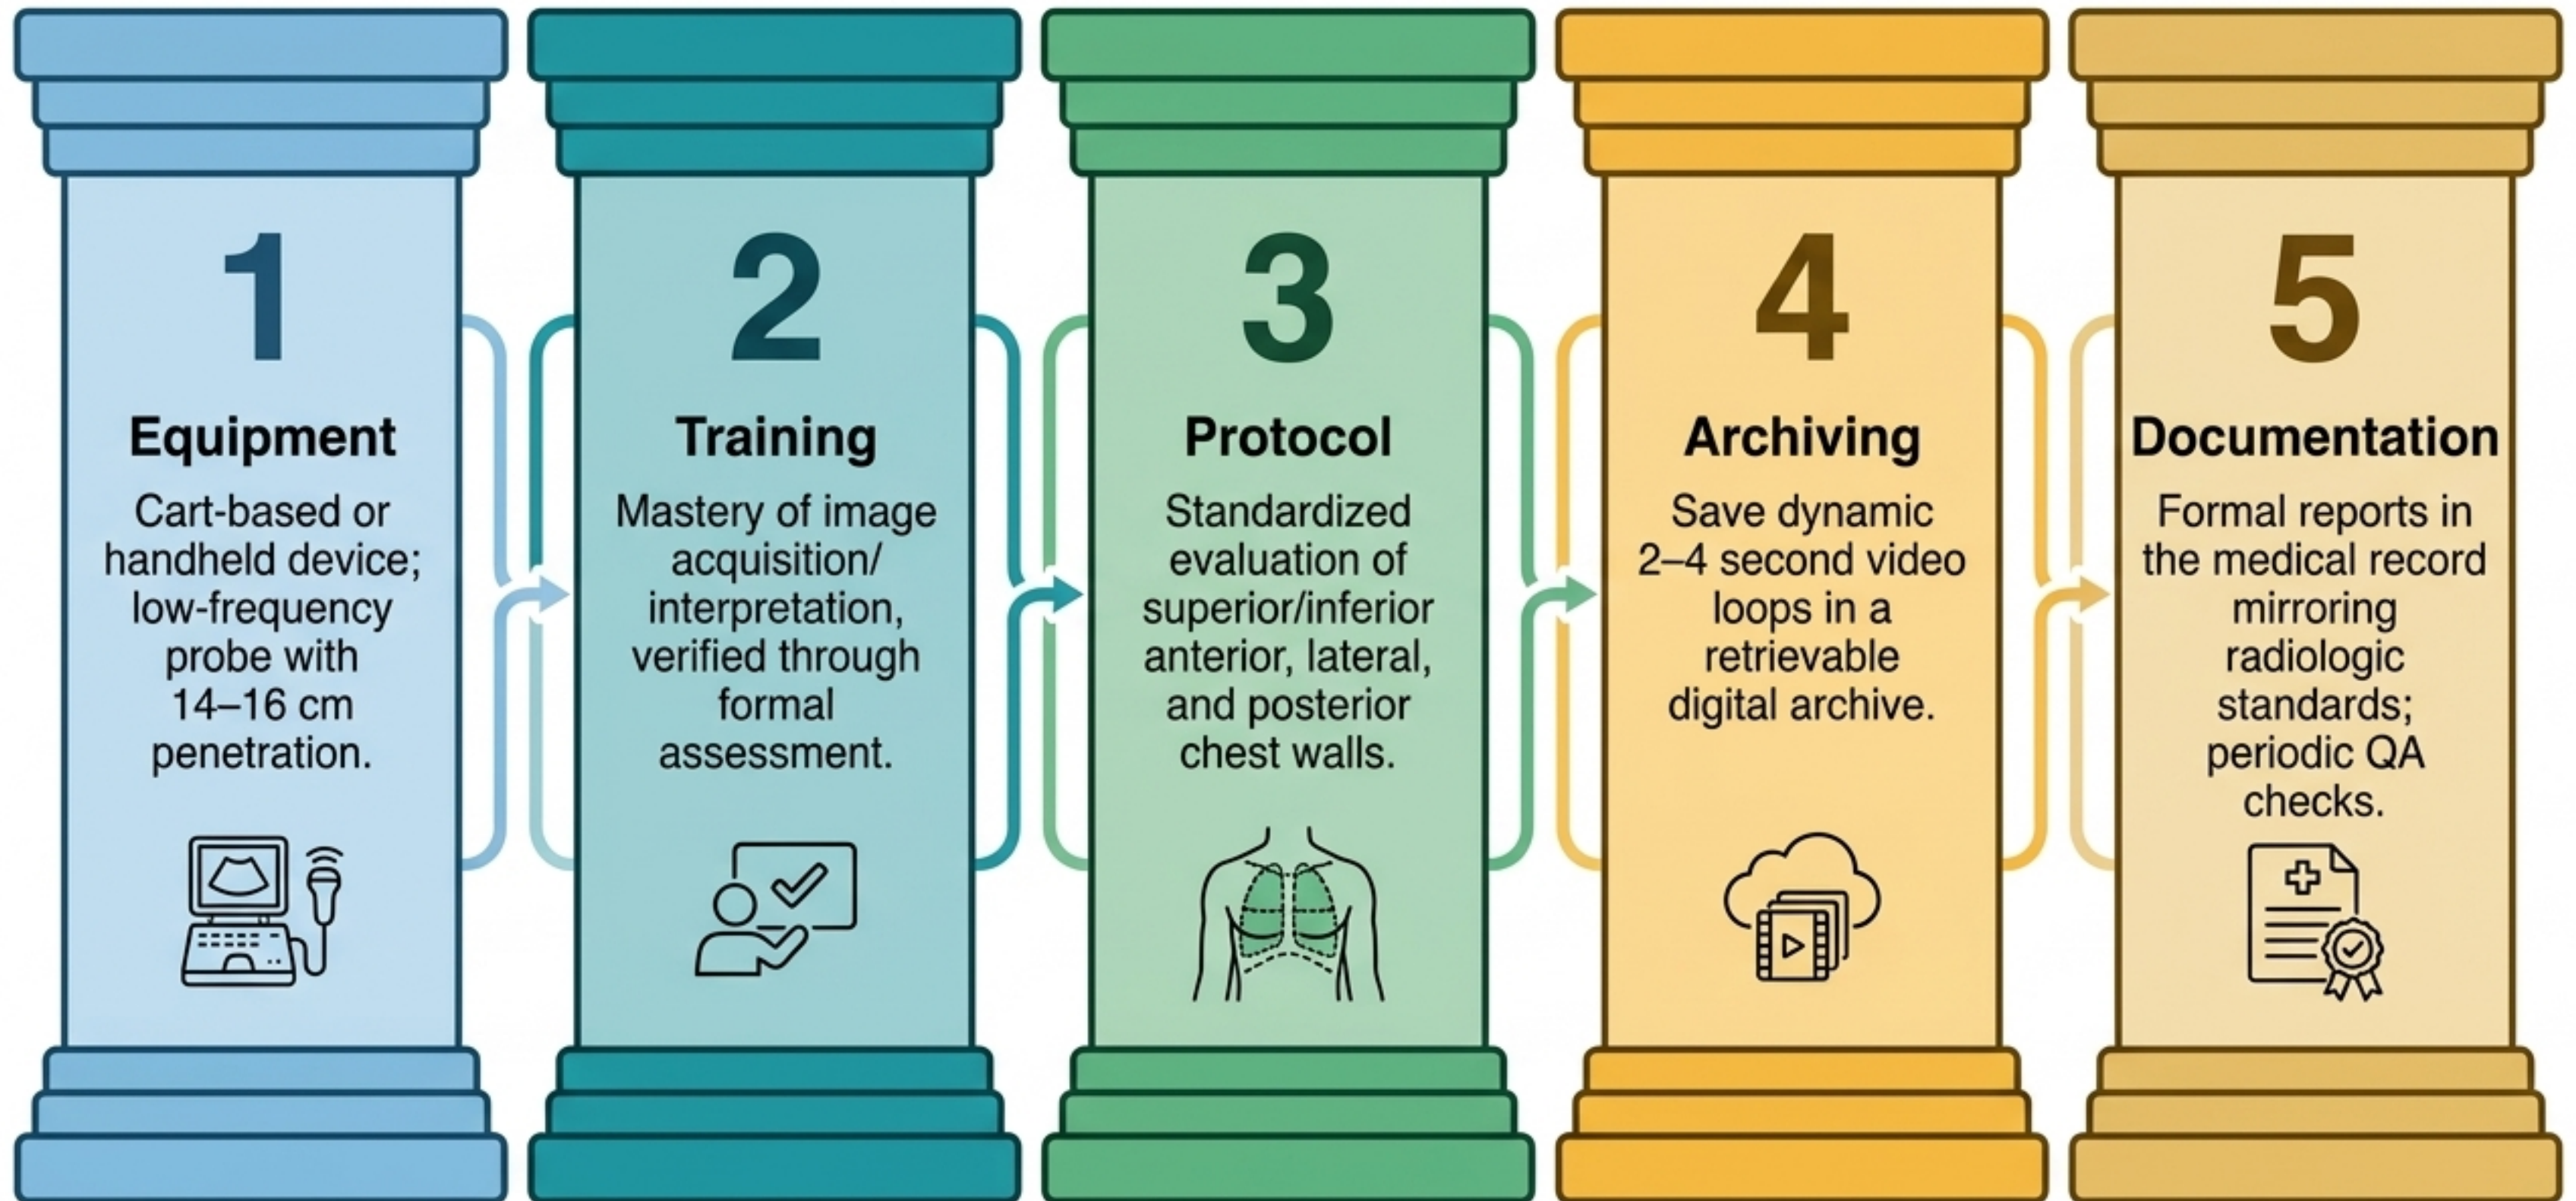 1
Equipment
Cart-based or
handheld device;
low-frequency
probe with
14–16 cm
penetration.
2
Training
Mastery of image
acquisition/
interpretation,
verified through
formal
assessment.
3
Protocol
Standardized
evaluation of
superior/inferior
anterior, lateral,
and posterior
chest walls.
4
Archiving
Save dynamic
2–4 second video
loops in a
retrievable
digital archive.
5
Documentation
Formal reports in
the medical record
mirroring
radiologic
standards;
periodic QA
checks.